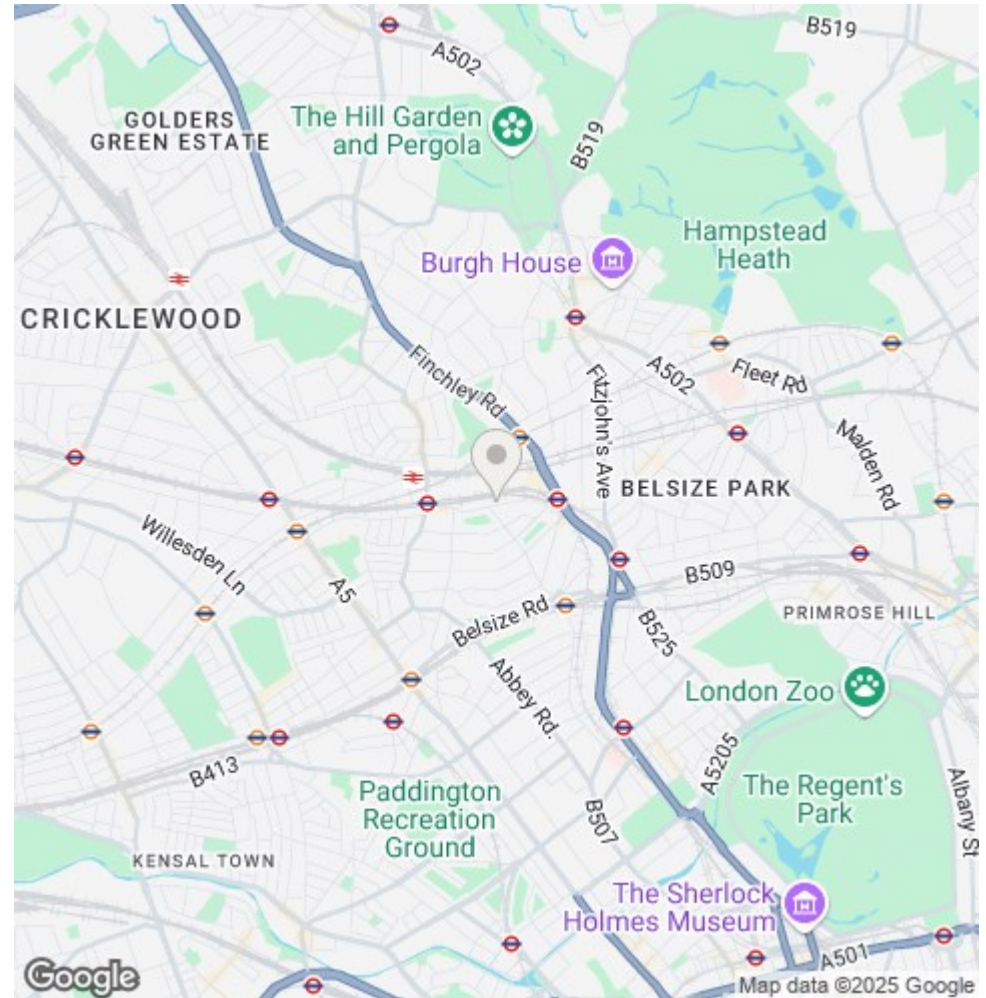 B519
A502
GOLDERS
GREEN ESTATE
The Hill Garden
and Pergola
B519
Hampstead
Heath
Burgh House
CRICKLEWOOD
A502
Fleet Rd
Finchley Rd
Fitzjohn's Ave
Malden Rd
BELSIZE PARK
Willesden Ln
A5
B509
Belsize Rd
B525
PRIMROSE HILL
Abbey Rd.
London Zoo
A5205
B413
The Regent's
Park
Paddington
Recreation
Ground
B507
Albany St
KENSAL TOWN
The Sherlock
Holmes Museum
A501
Google
Map data ©2025 Google